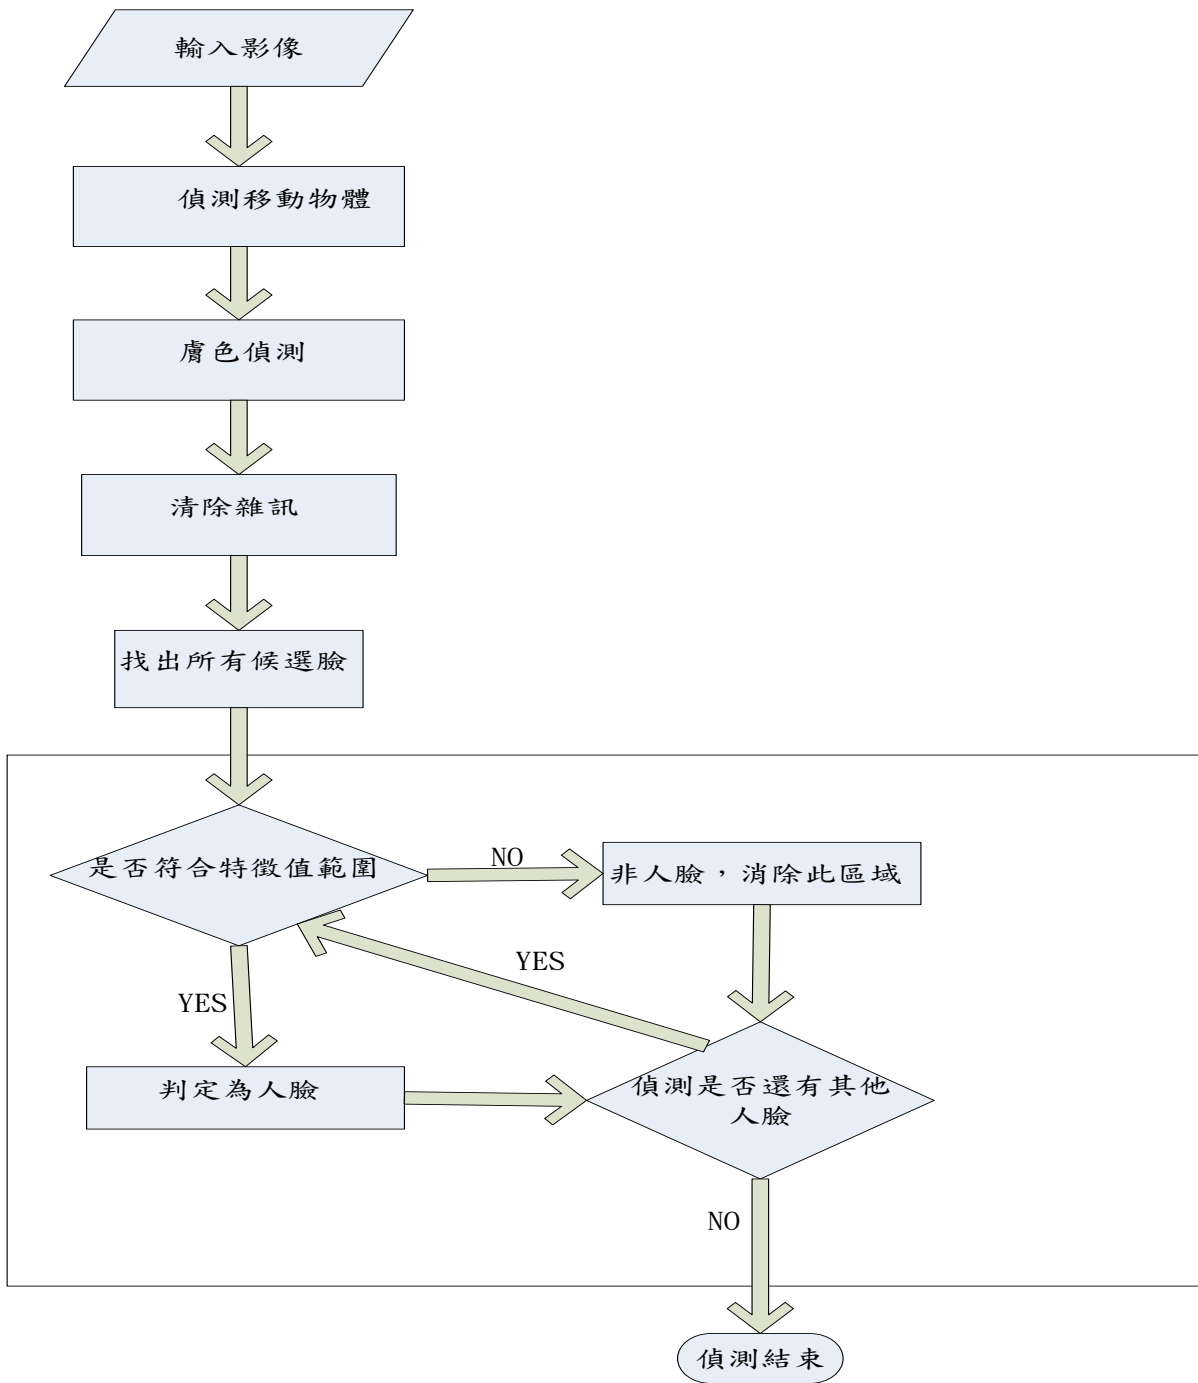 輸入影像
偵測移動物體
膚色偵測
清除雜訊
找出所有候選臉
是否符合特徵值範圍
NO
非人臉，消除此區域
YES
YES
判定為人臉
偵測是否還有其他
人臉
NO
偵測結束